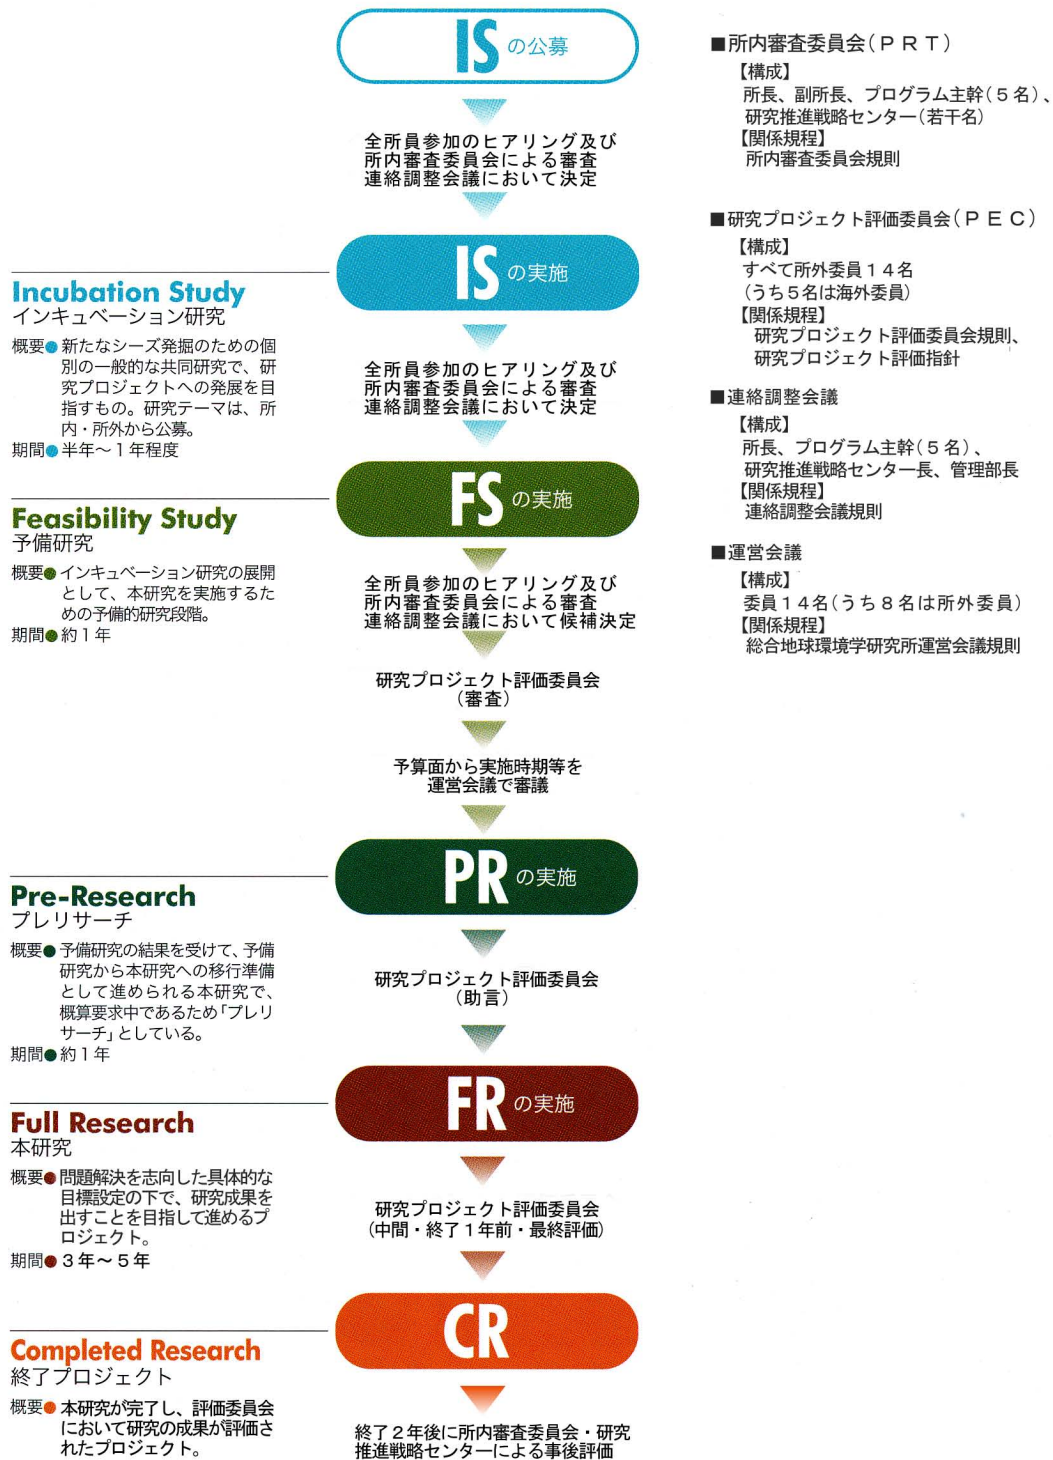 ISの公募
全所員参加のヒアリング及び
所内審査委員会による審査
連絡調整会議において決定
ISの実施
Incubation Study
インキュベーション研究
概要●新たなシーズ発掘のための個
別の一般的な共同研究で、研
究プロジェクトへの発展を目
指すもの。研究テーマは、所
内・所外から公募。
期間●半年～1年程度
全所員参加のヒアリング及び
所内審査委員会による審査
連絡調整会議において決定
FSの実施
Feasibility Study
予備研究
概要●インキュベーション研究の展開
として、本研究を実施するた
めの予備的研究段階。
期間●約1年
全所員参加のヒアリング及び
所内審査委員会による審査
連絡調整会議において候補決定
研究プロジェクト評価委員会
（審査）
予算面から実施時期等を
運営会議で審議
PRの実施
Pre-Research
プレリサーチ
概要●予備研究の結果を受けて、予備
研究から本研究への移行準備
として進められる本研究で、
概算要求中であるため「プレリ
サーチ」としている。
期間●約1年
研究プロジェクト評価委員会
（助言）
FRの実施
Full Research
本研究
概要●問題解決を志向した具体的な
目標設定の下で、研究成果を
出すことを目指して進めるプ
ロジェクト。
期間●3年～5年
研究プロジェクト評価委員会
（中間・終了1年前・最終評価）
CR
Completed Research
終了プロジェクト
概要●本研究が完了し、評価委員会
において研究の成果が評価さ
れたプロジェクト。
終了2年後に所内審査委員会・研究
推進戦略センターによる事後評価
■所内審査委員会（ＰＲＴ）
【構成】
所長、副所長、プログラム主幹（5名）、
研究推進戦略センター（若干名）
【関係規程】
所内審査委員会規則
■研究プロジェクト評価委員会（ＰＥＣ）
【構成】
すべて所外委員14名
（うち5名は海外委員）
【関係規程】
研究プロジェクト評価委員会規則、
研究プロジェクト評価指針
■連絡調整会議
【構成】
所長、プログラム主幹（5名）、
研究推進戦略センター長、管理部長
【関係規程】
連絡調整会議規則
■運営会議
【構成】
委員14名（うち8名は所外委員）
【関係規程】
総合地球環境学研究所運営会議規則